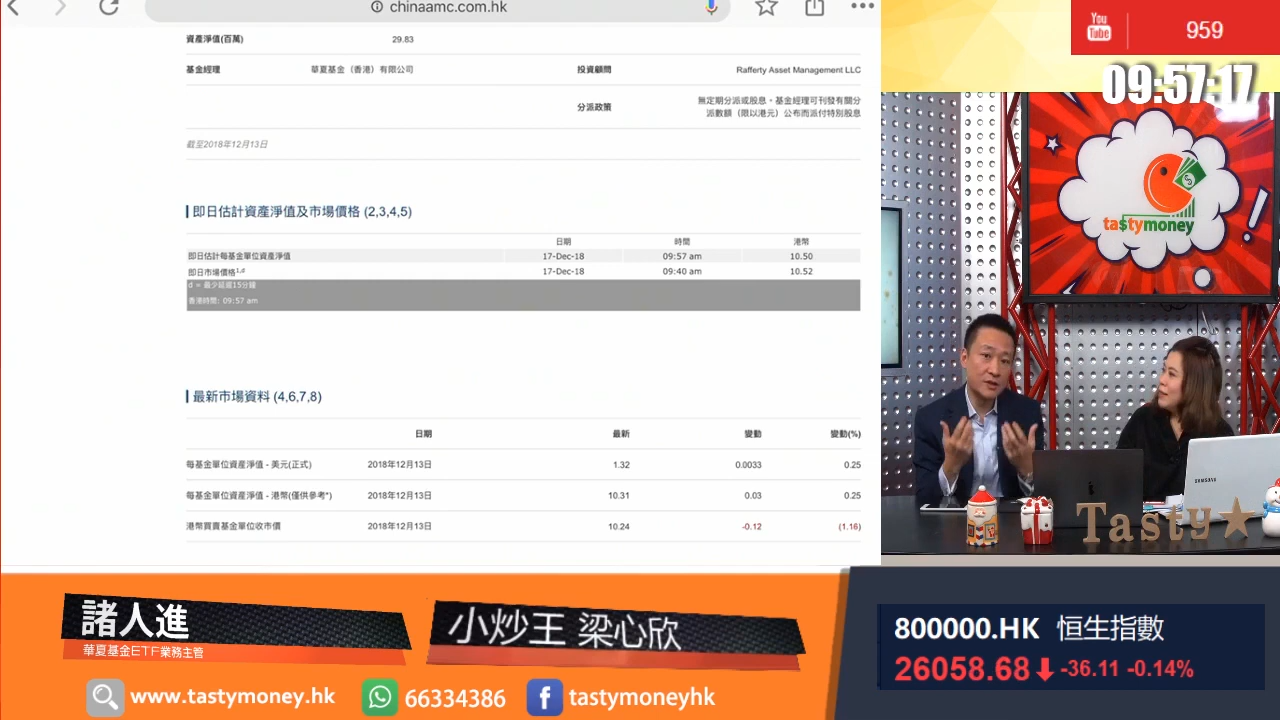 chinaamc.com.hk
資產淨值(百萬) 29.83
基金經理 華夏基金（香港）有限公司 投資顧問 Rafferty Asset Management LLC
分派政策 無定期分派或股息。基金經理可刊發有關分
派數額（限以港元）公布而派付特別股息
截至2018年12月13日
即日估計資產淨值及市場價格 (2,3,4,5)
日期 時間 港幣
即日估計每基金單位資產淨值 17-Dec-18 09:57 am 10.50
即日市場價格1,d 17-Dec-18 09:40 am 10.52
d = 最少延遲15分鐘
香港時間: 09:57 am
最新市場資料 (4,6,7,8)
日期 最新 變動 變動(%)
每基金單位資產淨值 - 美元(正式) 2018年12月13日 1.32 0.0033 0.25
每基金單位資產淨值 - 港幣(僅供參考*) 2018年12月13日 10.31 0.03 0.25
港幣買賣基金單位收市價 2018年12月13日 10.24 -0.12 (1.16)
You Tube 959
09:57:17
ta$tymoney
SAMSUNG
Tasty
諸人進
華夏基金ETF業務主管
小炒王 梁心欣
www.tastymoney.hk 66334386 tastymoneyhk
800000.HK 恒生指數
26058.68 -36.11 -0.14%